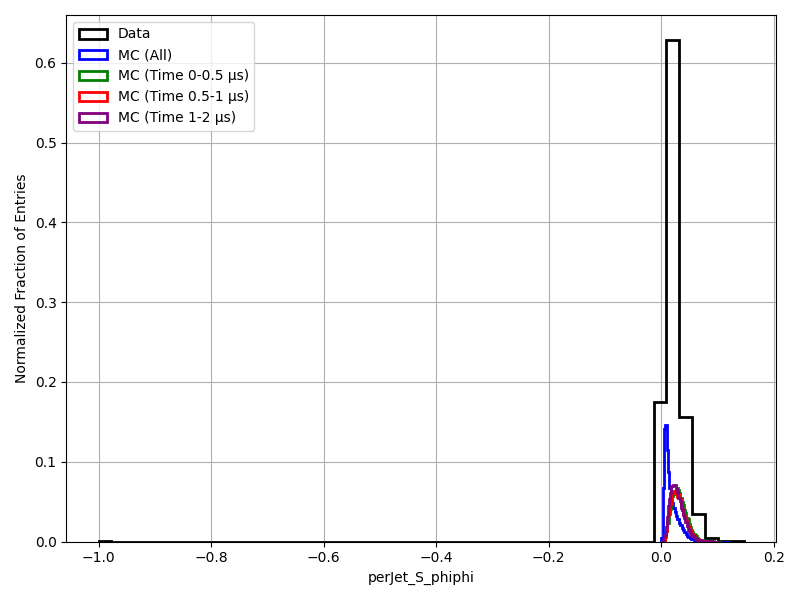 Data
MC (All)
MC (Time 0-0.5 μs)
MC (Time 0.5-1 μs)
MC (Time 1-2 μs)
Normalized Fraction of Entries
0.6
0.5
0.4
0.3
0.2
0.1
0.0
−1.0
−0.8
−0.6
−0.4
−0.2
0.0
0.2
perJet_S_phiphi